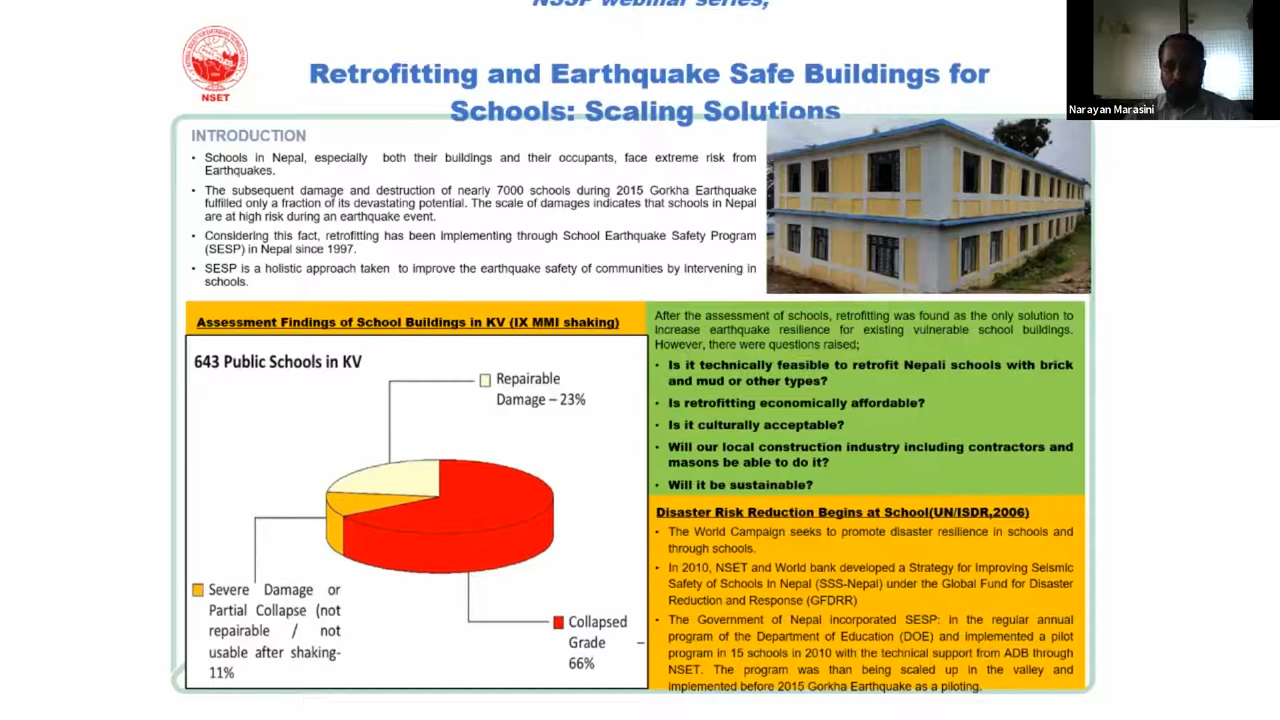 NSSP webinar series,
NSET
Retrofitting and Earthquake Safe Buildings for
Schools: Scaling Solutions
Narayan Marasini
INTRODUCTION
• Schools in Nepal, especially both their buildings and their occupants, face extreme risk from
Earthquakes.
• The subsequent damage and destruction of nearly 7000 schools during 2015 Gorkha Earthquake
fulfilled only a fraction of its devastating potential. The scale of damages indicates that schools in Nepal
are at high risk during an earthquake event.
• Considering this fact, retrofitting has been implementing through School Earthquake Safety Program
(SESP) in Nepal since 1997.
• SESP is a holistic approach taken to improve the earthquake safety of communities by intervening in
schools.
Assessment Findings of School Buildings in KV (IX MMI shaking)
643 Public Schools in KV
Repairable
Damage – 23%
Severe Damage or
Partial Collapse (not
repairable / not
usable after shaking-
11%
Collapsed
Grade –
66%
After the assessment of schools, retrofitting was found as the only solution to
increase earthquake resilience for existing vulnerable school buildings.
However, there were questions raised;
• Is it technically feasible to retrofit Nepali schools with brick
and mud or other types?
• Is retrofitting economically affordable?
• Is it culturally acceptable?
• Will our local construction industry including contractors and
masons be able to do it?
• Will it be sustainable?
Disaster Risk Reduction Begins at School(UN/ISDR,2006)
• The World Campaign seeks to promote disaster resilience in schools and
through schools.
• In 2010, NSET and World bank developed a Strategy for Improving Seismic
Safety of Schools in Nepal (SSS-Nepal) under the Global Fund for Disaster
Reduction and Response (GFDRR)
• The Government of Nepal incorporated SESP: in the regular annual
program of the Department of Education (DOE) and implemented a pilot
program in 15 schools in 2010 with the technical support from ADB through
NSET. The program was than being scaled up in the valley and
implemented before 2015 Gorkha Earthquake as a piloting.